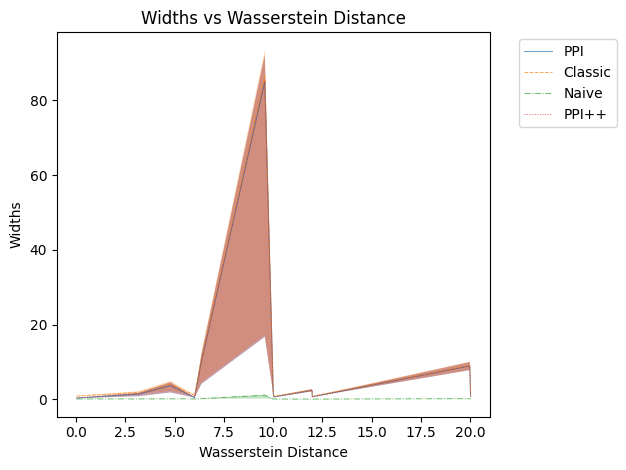 Widths vs Wasserstein Distance
PPI
Classic
Naive
PPI++
Widths
80
60
40
20
0
0.0 2.5 5.0 7.5 10.0 12.5 15.0 17.5 20.0
Wasserstein Distance